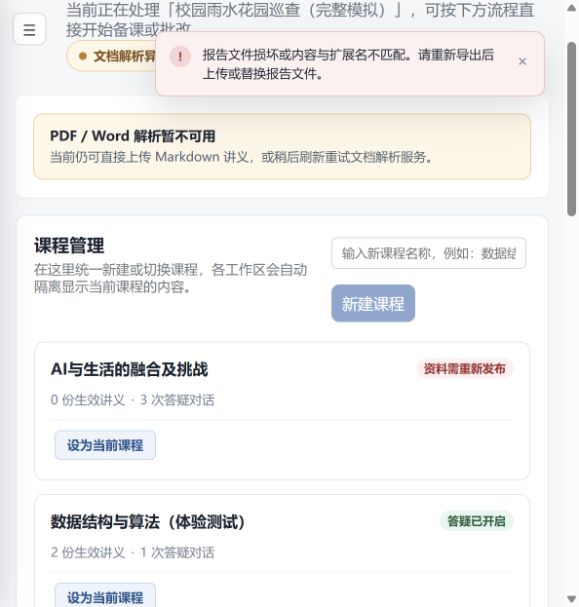 当前正在处理「校园雨水花园巡查（完整模拟）」，可按下方流程直
接开始备课或批改
文档解析异
! 报告文件损坏或内容与扩展名不匹配。请重新导出后
上传或替换报告文件。 ×
PDF / Word 解析暂不可用
当前仍可直接上传 Markdown 讲义，或稍后刷新重试文档解析服务。
课程管理
在这里统一新建或切换课程，各工作区会自动
隔离显示当前课程的内容。
输入新课程名称，例如：数据结
新建课程
AI与生活的融合及挑战
资料需重新发布
0 份生效讲义 · 3 次答疑对话
设为当前课程
数据结构与算法（体验测试）
答疑已开启
2 份生效讲义 · 1 次答疑对话
设为当前课程